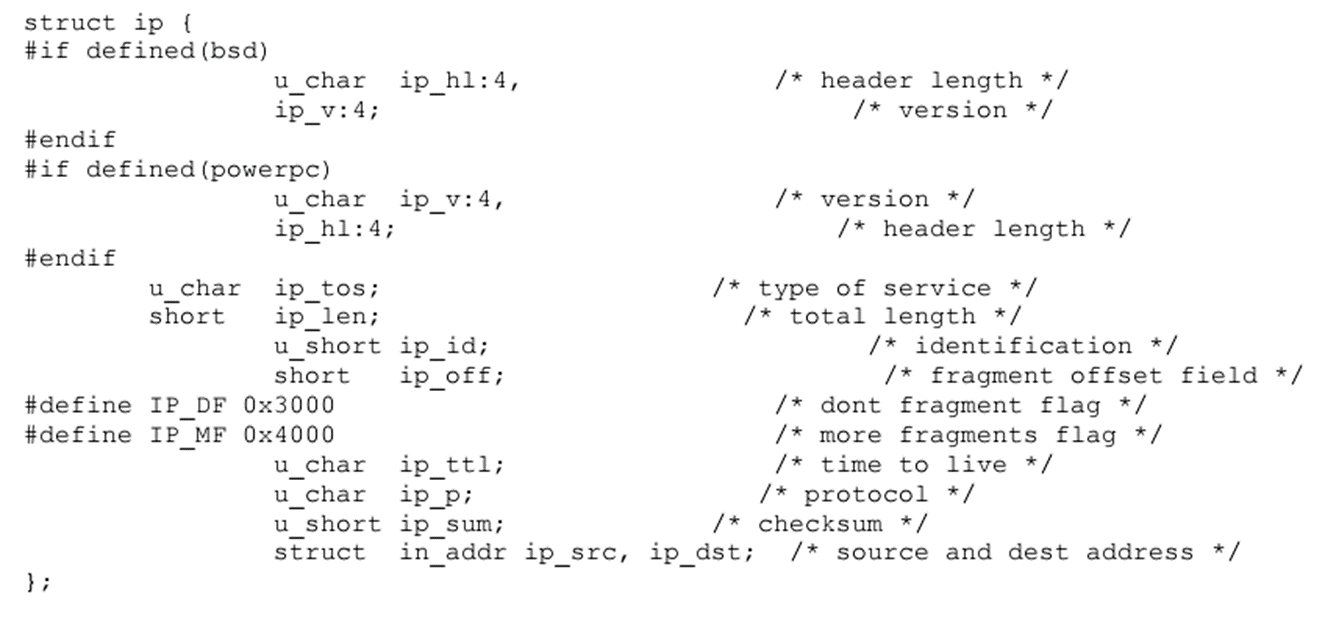 struct ip {
#if defined(bsd)
u_char ip_hl:4, /* header length */
ip_v:4; /* version */
#endif
#if defined(powerpc)
u_char ip_v:4, /* version */
ip_hl:4; /* header length */
#endif
u_char ip_tos; /* type of service */
short ip_len; /* total length */
u_short ip_id; /* identification */
short ip_off; /* fragment offset field */
#define IP_DF 0x3000 /* dont fragment flag */
#define IP_MF 0x4000 /* more fragments flag */
u_char ip_ttl; /* time to live */
u_char ip_p; /* protocol */
u_short ip_sum; /* checksum */
struct in_addr ip_src, ip_dst; /* source and dest address */
};